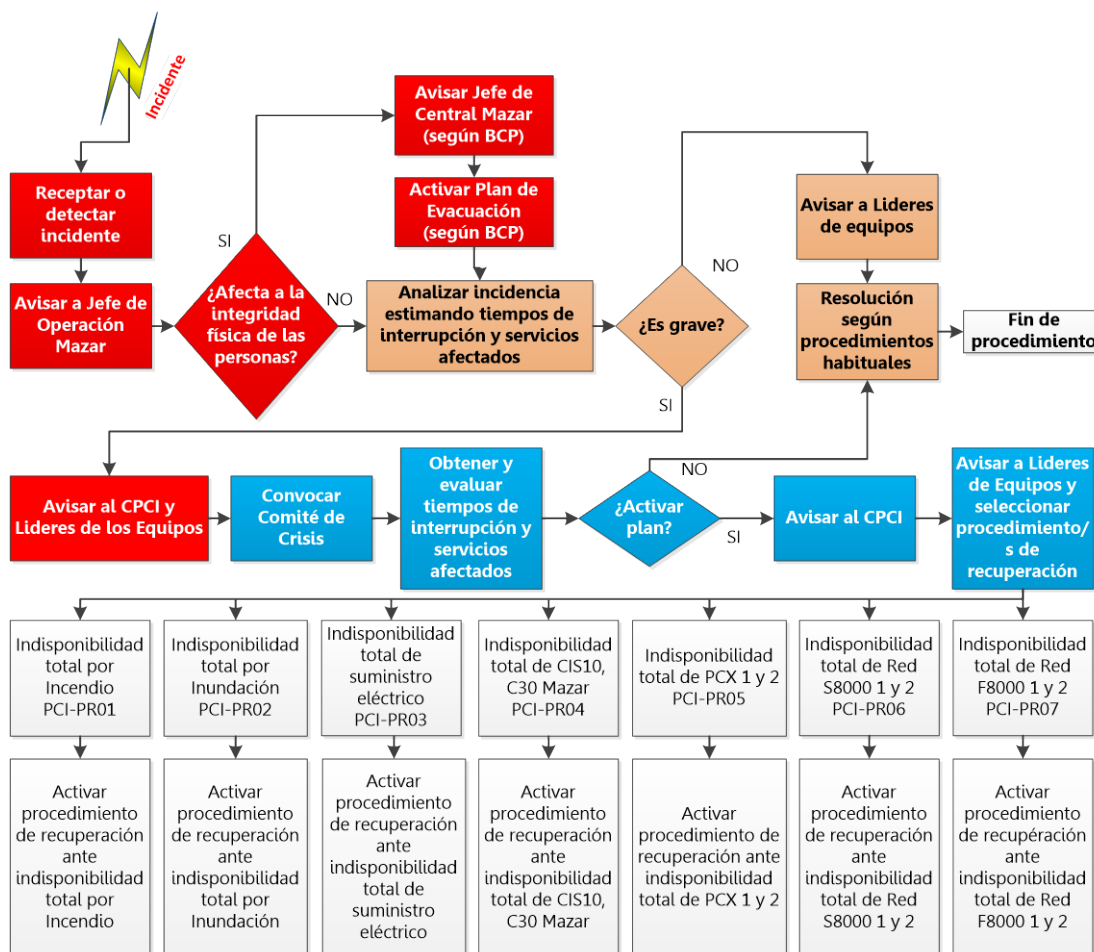 Incidente
Avisar Jefe de
Central Mazar
(según BCP)
Receptar o
detectar
incidente
Activar Plan de
Evacuación
(según BCP)
Avisar a Lideres
de equipos
SI
NO
Avisar a Jefe de
Operación
Mazar
¿Afecta a la
integridad
física de las
personas?
NO
Analizar incidencia
estimando tiempos de
interrupción y servicios
afectados
¿Es grave?
Resolución
según
procedimientos
habituales
Fin de
procedimiento
SI
Avisar al CPCI y
Lideres de los Equipos
Convocar
Comité de
Crisis
Obtener y
evaluar
tiempos de
interrupción y
servicios
afectados
¿Activar
plan?
NO
SI
Avisar al CPCI
Avisar a Lideres
de Equipos y
seleccionar
procedimiento/
s de
recuperación
Indisponibilidad
total por
Incendio
PCI-PR01
Indisponibilidad
total por
Inundación
PCI-PR02
Indisponibilidad
total de
suministro
eléctrico
PCI-PR03
Indisponibilidad
total de CIS10,
C30 Mazar
PCI-PR04
Indisponibilidad
total de PCX 1 y 2
PCI-PR05
Indisponibilidad
total de Red
S8000 1 y 2
PCI-PR06
Indisponibilidad
total de Red
F8000 1 y 2
PCI-PR07
Activar
procedimiento
de recuperación
ante
indisponibilidad
total por
Incendio
Activar
procedimiento
de recuperación
ante
indisponibilidad
total por
Inundación
Activar
procedimiento
de recuperación
ante
indisponibilidad
total de
suministro
eléctrico
Activar
procedimiento
de recuperación
ante
indisponibilidad
total de CIS10,
C30 Mazar
Activar
procedimiento de
recuperación ante
indisponibilidad
total de PCX 1 y 2
Activar
procedimiento
de recuperación
ante
indisponibilidad
total de Red
S8000 1 y 2
Activar
procedimiento
de recupéración
ante
indisponibilidad
total de Red
F8000 1 y 2